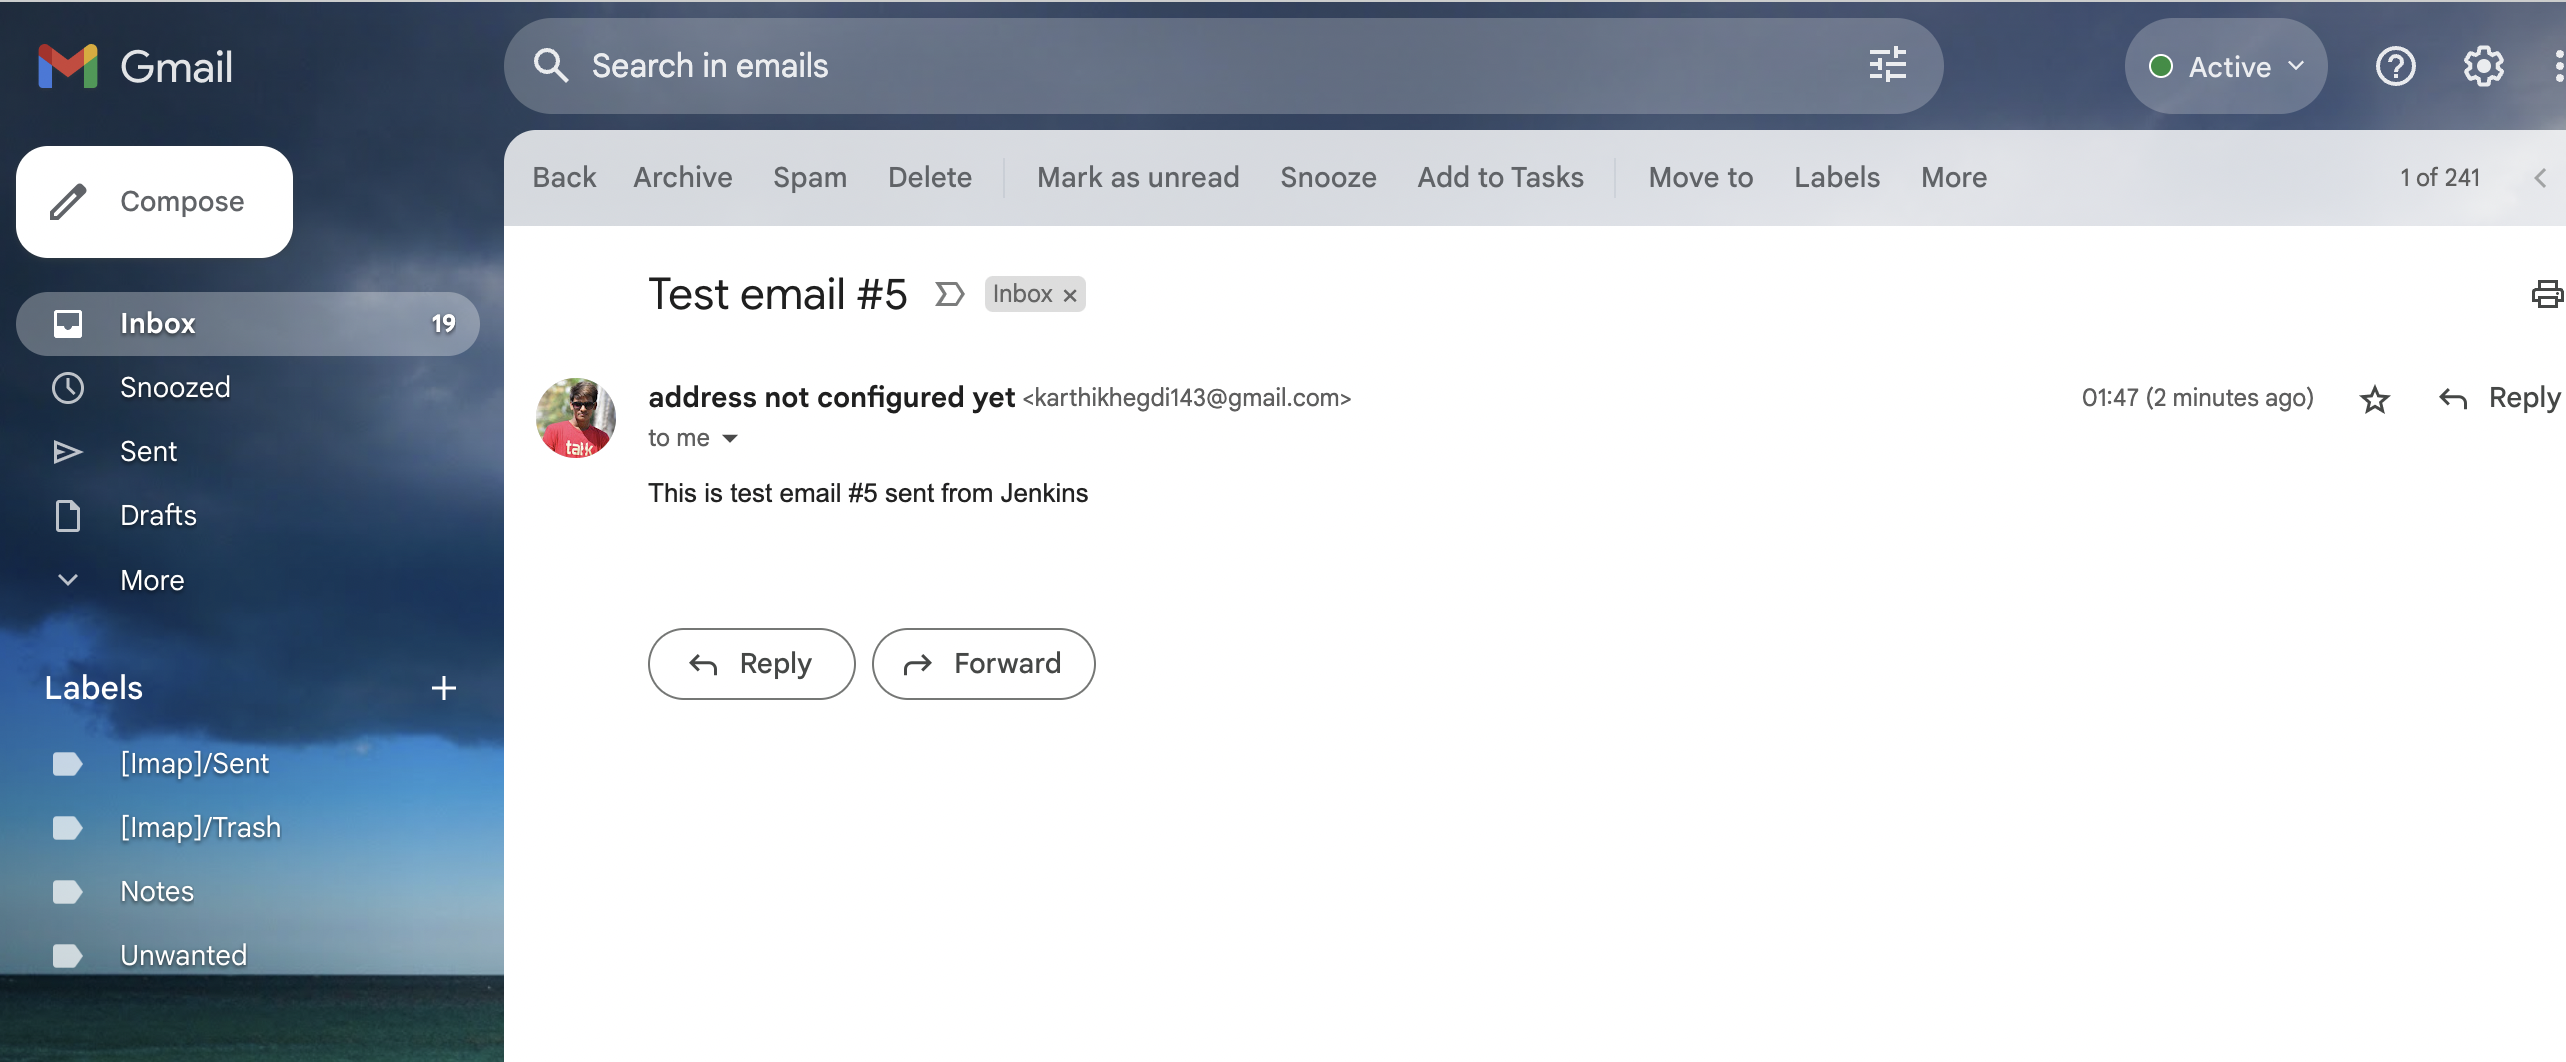 Gmail
Search in emails
Active
Compose
Inbox 19
Snoozed
Sent
Drafts
More
Labels
[Imap]/Sent
[Imap]/Trash
Notes
Unwanted
Back Archive Spam Delete Mark as unread Snooze Add to Tasks Move to Labels More 1 of 241
Test email #5 Inbox ×
address not configured yet <karthikhegdi143@gmail.com> 01:47 (2 minutes ago) Reply
to me
talk
This is test email #5 sent from Jenkins
Reply Forward